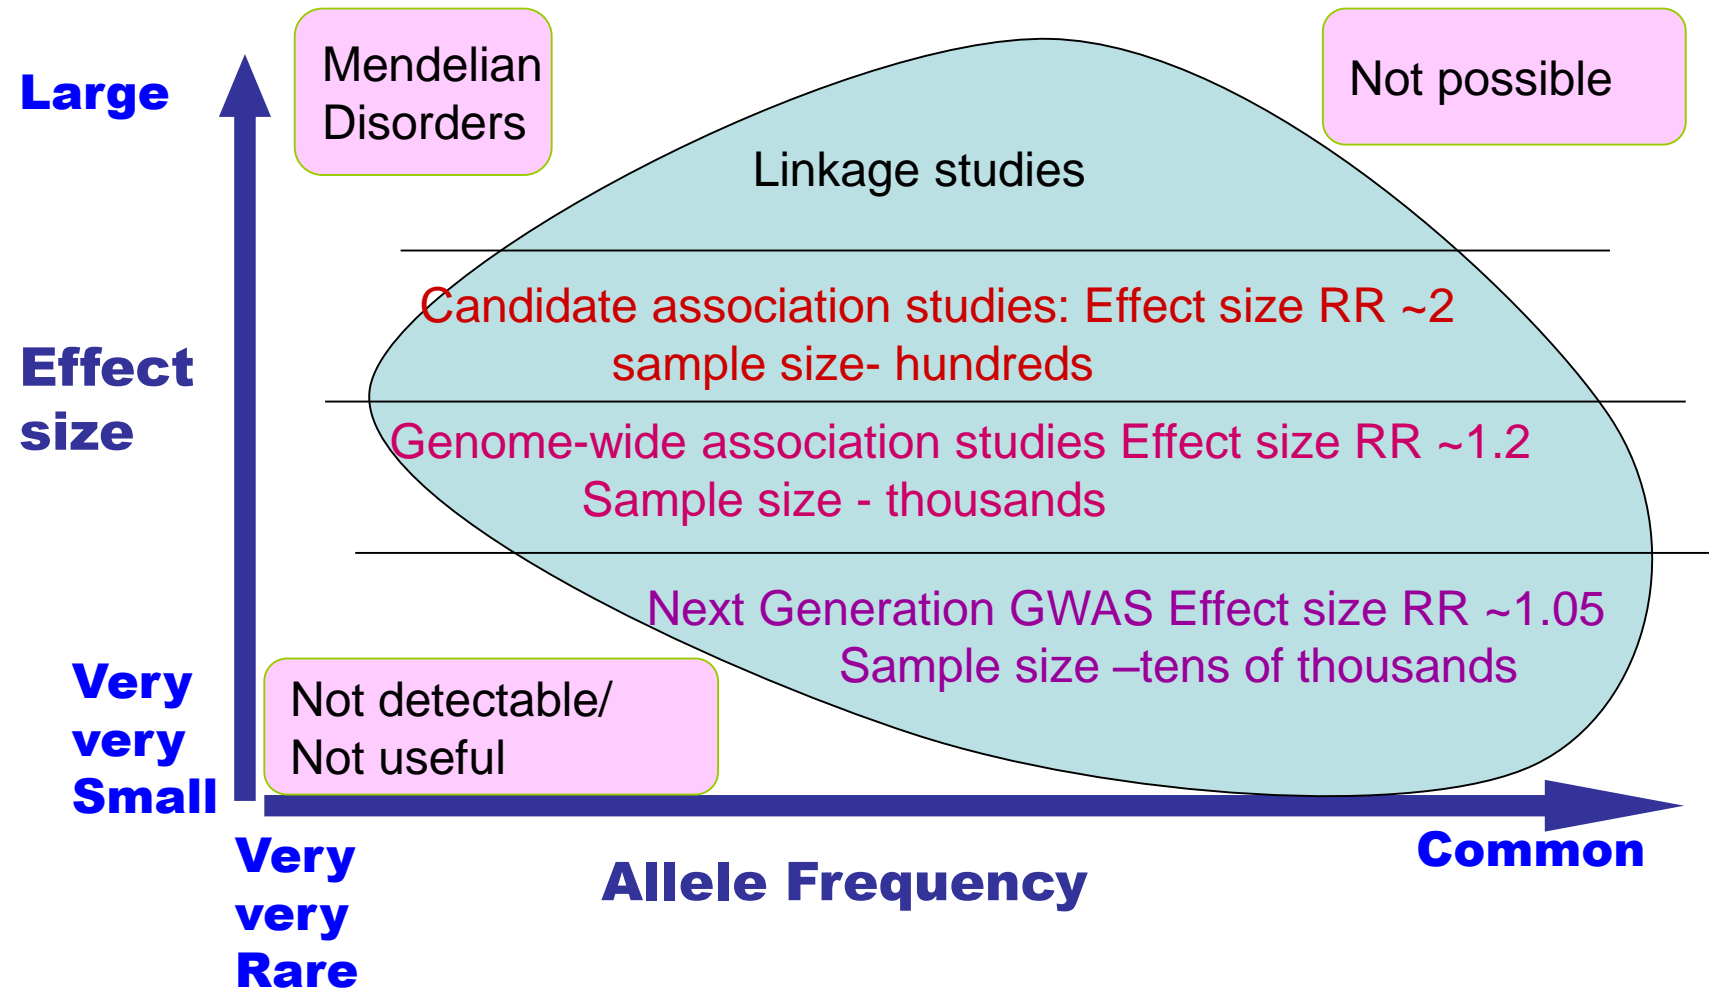 Large
Mendelian
Disorders
Not possible
Linkage studies
Candidate association studies: Effect size RR ~2
sample size- hundreds
Effect
size
Genome-wide association studies Effect size RR ~1.2
Sample size - thousands
Next Generation GWAS Effect size RR ~1.05
Sample size –tens of thousands
Very
very
Small
Not detectable/
Not useful
Very
very
Rare
Allele Frequency
Common